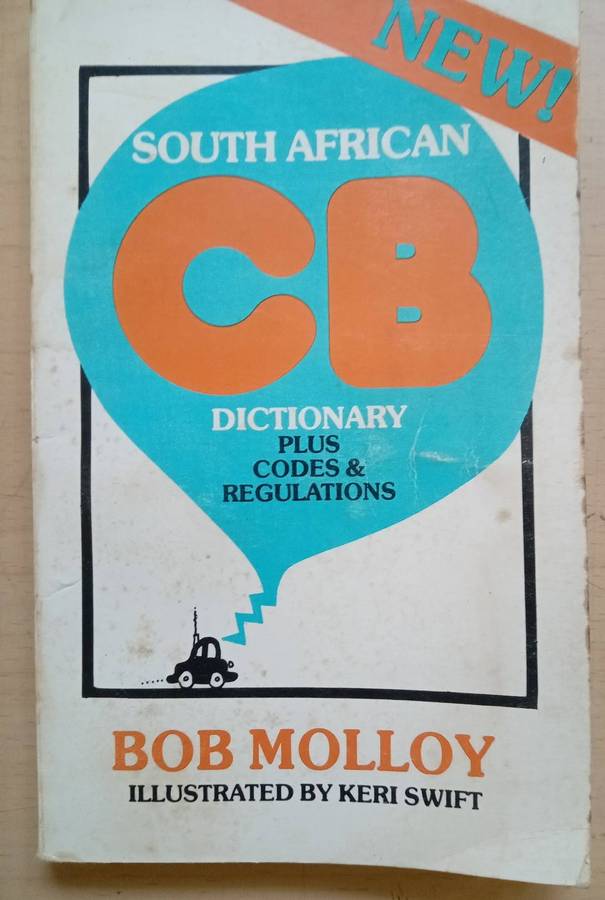 NEW!
SOUTH AFRICAN
CB
DICTIONARY
PLUS
CODES &
REGULATIONS
BOB MOLLOY
ILLUSTRATED BY KERI SWIFT